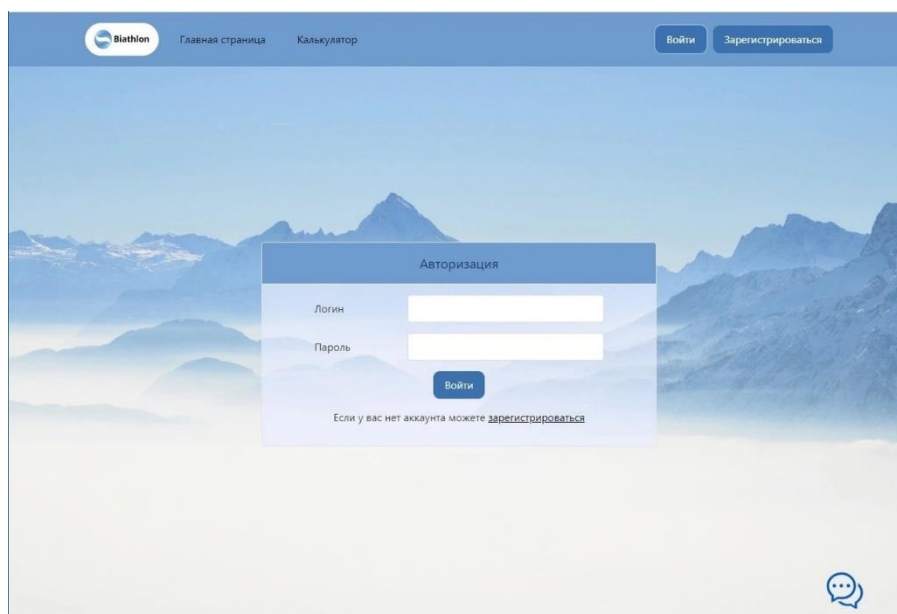 Biathlon Главная страница Калькулятор Войти Зарегистрироваться
Авторизация
Логин
Пароль
Войти
Если у вас нет аккаунта можете зарегистрироваться